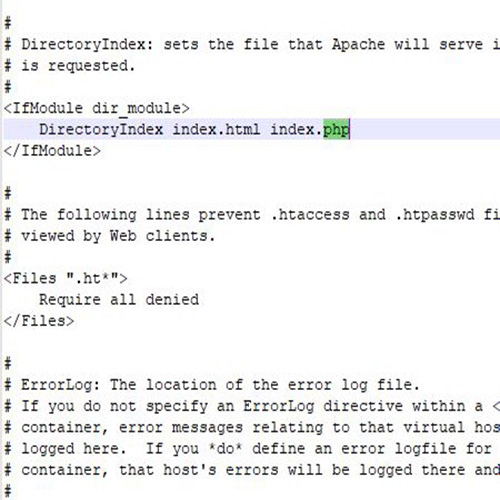 #
# DirectoryIndex: sets the file that Apache will serve
# is requested.
#
<IfModule dir_module>
    DirectoryIndex index.html index.php
</IfModule>
#
# The following lines prevent .htaccess and .htpasswd
# viewed by Web clients.
#
<Files ".ht*">
    Require all denied
</Files>
#
# ErrorLog: The location of the error log file.
# If you do not specify an ErrorLog directive within a <
# container, error messages relating to that virtual
# logged here.  If you *do* define an error logfile for
# container, that host's errors will be logged there and
#